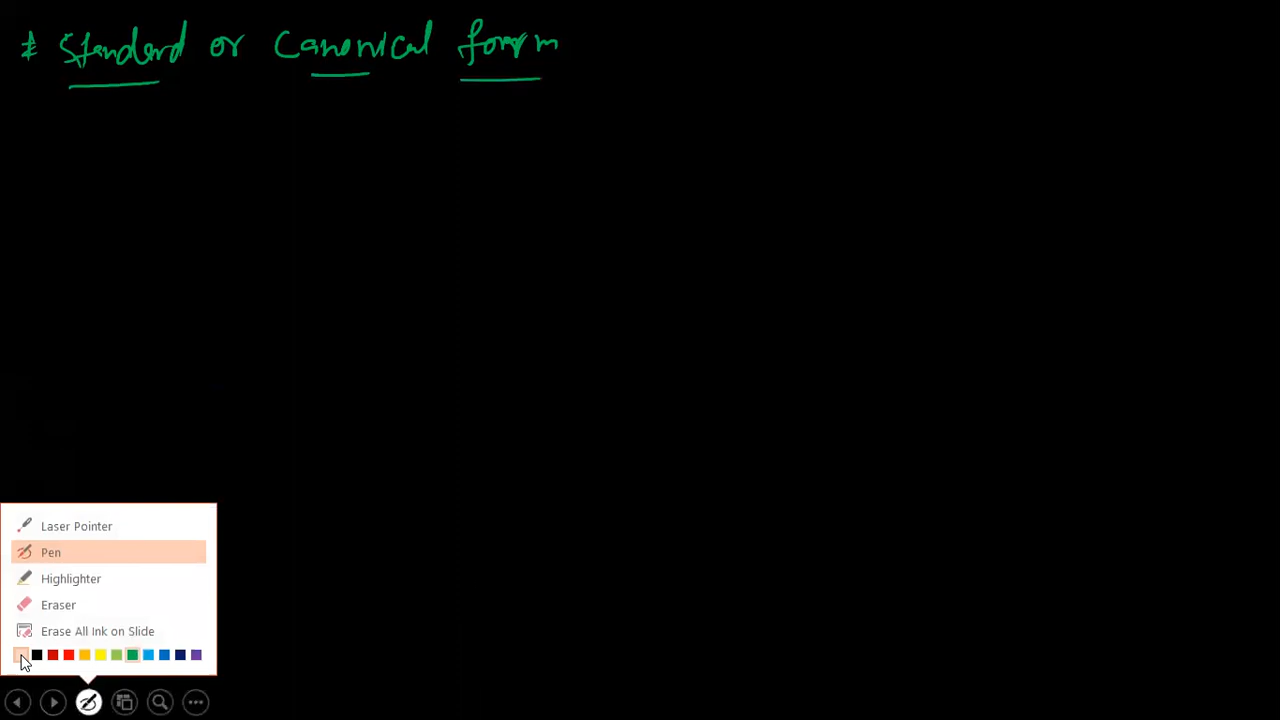 # Standard or Canonical form
Laser Pointer
Pen
Highlighter
Eraser
Erase All Ink on Slide